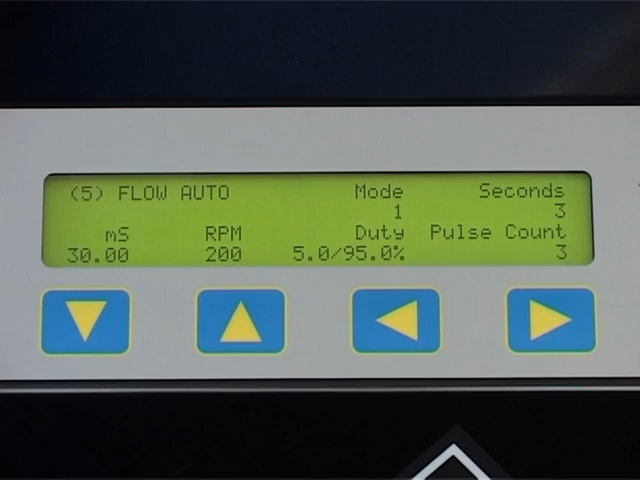 (5) FLOW AUTO Mode Seconds
1 3
mS RPM Duty Pulse Count
30.00 200 5.0/95.0% 3